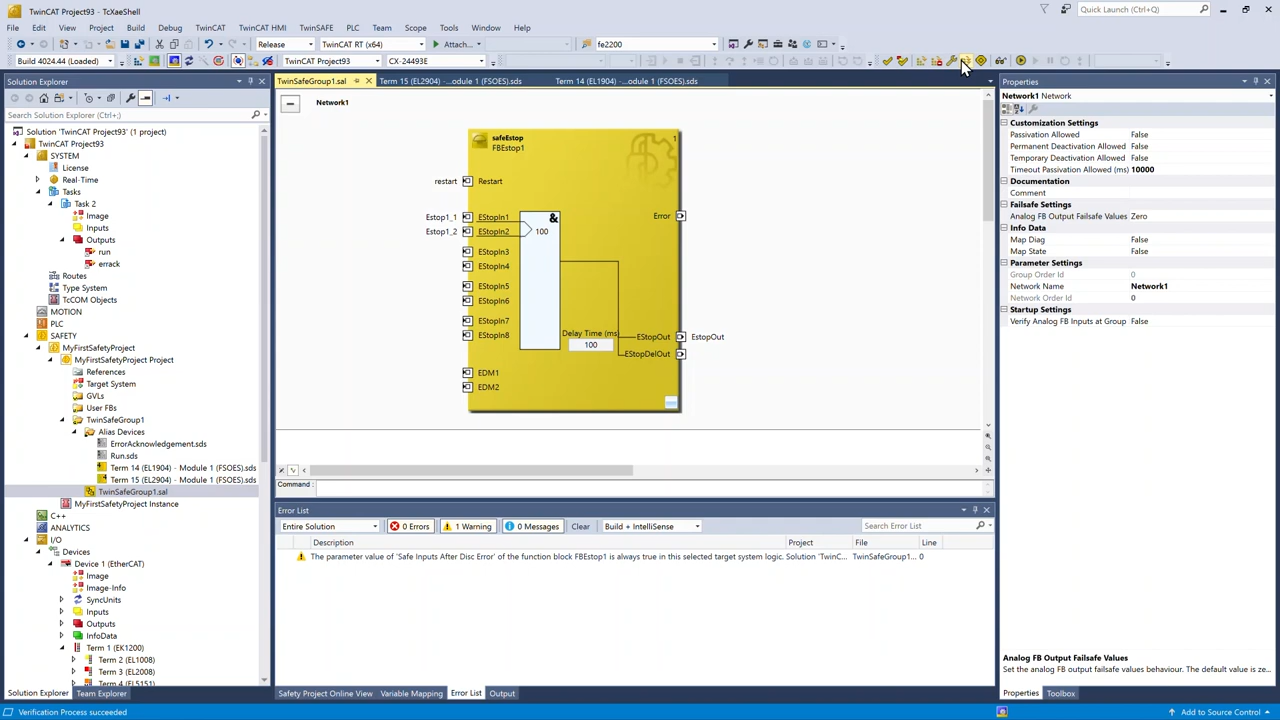 TwinCAT Project93 - TcXaeShell
Quick Launch (Ctrl+Q)
File Edit View Project Build Debug TwinCAT TwinCAT HMI TwinSAFE PLC Team Scope Tools Window Help
Release TwinCAT RT (x64) Attach... fe2200
Build 4024.44 (Loaded) TwinCAT Project93 CX-24493E
Solution Explorer
Search Solution Explorer (Ctrl+;)
Solution 'TwinCAT Project93' (1 project)
TwinCAT Project93
SYSTEM
License
Real-Time
Tasks
Task 2
Image
Inputs
Outputs
run
errack
Routes
Type System
TcCOM Objects
MOTION
PLC
SAFETY
MyFirstSafetyProject
MyFirstSafetyProject Project
References
Target System
GVLs
User FBs
TwinSafeGroup1
Alias Devices
ErrorAcknowledgement.sds
Run.sds
Term 14 (EL1904) - Module 1 (FSOES).sds
Term 15 (EL2904) - Module 1 (FSOES).sds
TwinSafeGroup1.sal
MyFirstSafetyProject Instance
C++
ANALYTICS
I/O
Devices
Device 1 (EtherCAT)
Image
Image-Info
SyncUnits
Inputs
Outputs
InfoData
Term 1 (EK1200)
Term 2 (EL1008)
Term 3 (EL2008)
Term 4 (EL5151)
Solution Explorer Team Explorer
TwinSafeGroup1.sal Term 15 (EL2904) -...odule 1 (FSOES).sds Term 14 (EL1904) -...odule 1 (FSOES).sds
Network1
safeEstop 1
FBEstop1
restart Restart
Estop1_1 EStopIn1 & Error
Estop1_2 EStopIn2 100
EStopIn3
EStopIn4
EStopIn5
EStopIn6
EStopIn7
EStopIn8 Delay Time (ms) EStopOut EstopOut
100 EStopDelOut
EDM1
EDM2
Command :
Error List
Entire Solution 0 Errors 1 Warning 0 Messages Clear Build + IntelliSense Search Error List
Description Project File Line
The parameter value of 'Safe Inputs After Disc Error' of the function block FBEstop1 is always true in this selected target system logic. Solution 'TwinC... TwinSafeGroup1... 0
Safety Project Online View Variable Mapping Error List Output
Properties
Network1 Network
Customization Settings
Passivation Allowed False
Permanent Deactivation Allowed False
Temporary Deactivation Allowed False
Timeout Passivation Allowed (ms) 10000
Documentation
Comment
Failsafe Settings
Analog FB Output Failsafe Values Zero
Info Data
Map Diag False
Map State False
Parameter Settings
Group Order Id 0
Network Name Network1
Network Order Id 0
Startup Settings
Verify Analog FB Inputs at Group False
Analog FB Output Failsafe Values
Set the analog FB output failsafe values behaviour. The default value is ze...
Properties Toolbox
Verification Process succeeded
Add to Source Control